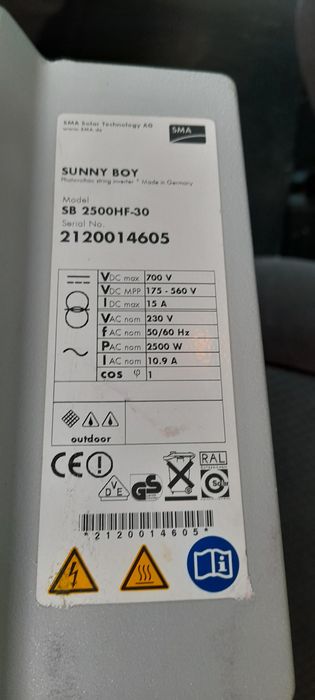 SMA Solar Technology AG
www.SMA.de
SMA
SUNNY BOY
Photovoltaic string inverter * Made in Germany
Model
SB 2500HF-30
Serial No.
2120014605
VDC max 700 V
VDC MPP 175 - 560 V
IDC max 15 A
VAC nom 230 V
fAC nom 50/60 Hz
PAC nom 2500 W
IAC nom 10.9 A
cos φ 1
outdoor
CE
VDE
GS
RAL
*2120014605*